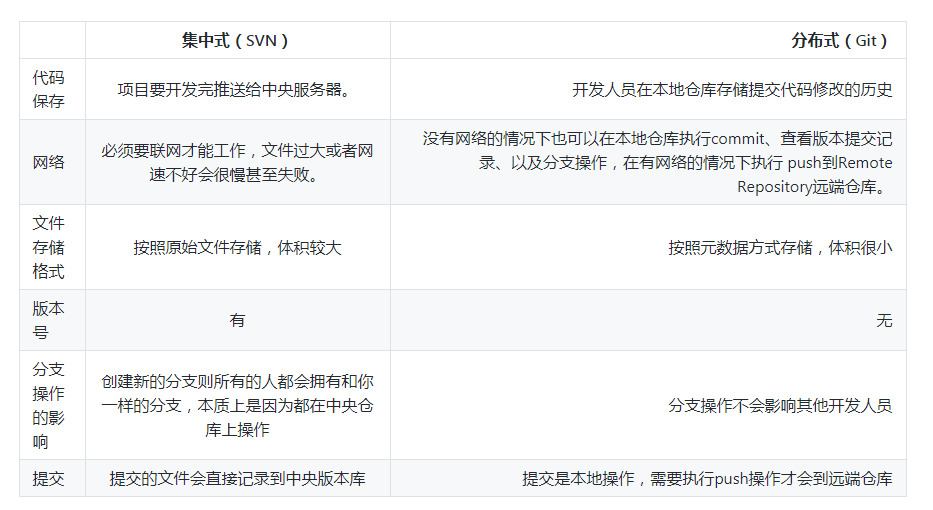 集中式（SVN）
分布式（Git）
代码
保存
项目要开发完推送给中央服务器。
开发人员在本地仓库存储提交代码修改的历史
网络
必须要联网才能工作，文件过大或者网
速不好会很慢甚至失败。
没有网络的情况下也可以在本地仓库执行commit、查看版本提交记
录、以及分支操作，在有网络的情况下执行 push到Remote
Repository远端仓库。
文件
存储
格式
按照原始文件存储，体积较大
按照元数据方式存储，体积很小
版本
号
有
无
分支
操作
的影
响
创建新的分支则所有的人都会拥有和你
一样的分支，本质上是因为都在中央仓
库上操作
分支操作不会影响其他开发人员
提交
提交的文件会直接记录到中央版本库
提交是本地操作，需要执行push操作才会到远端仓库